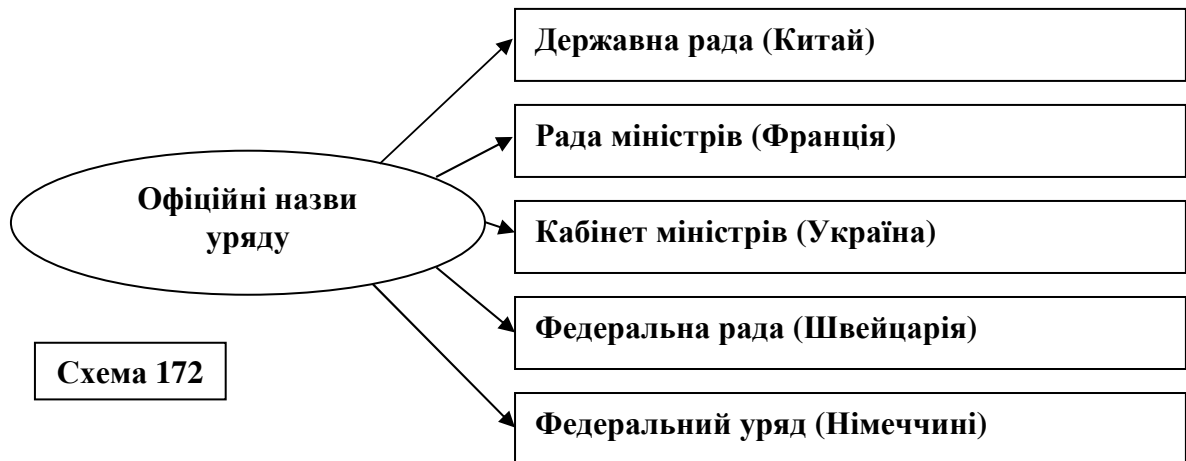 Державна рада (Китай)
Рада міністрів (Франція)
Офіційні назви
уряду
Кабінет міністрів (Україна)
Федеральна рада (Швейцарія)
Схема 172
Федеральний уряд (Німеччині)